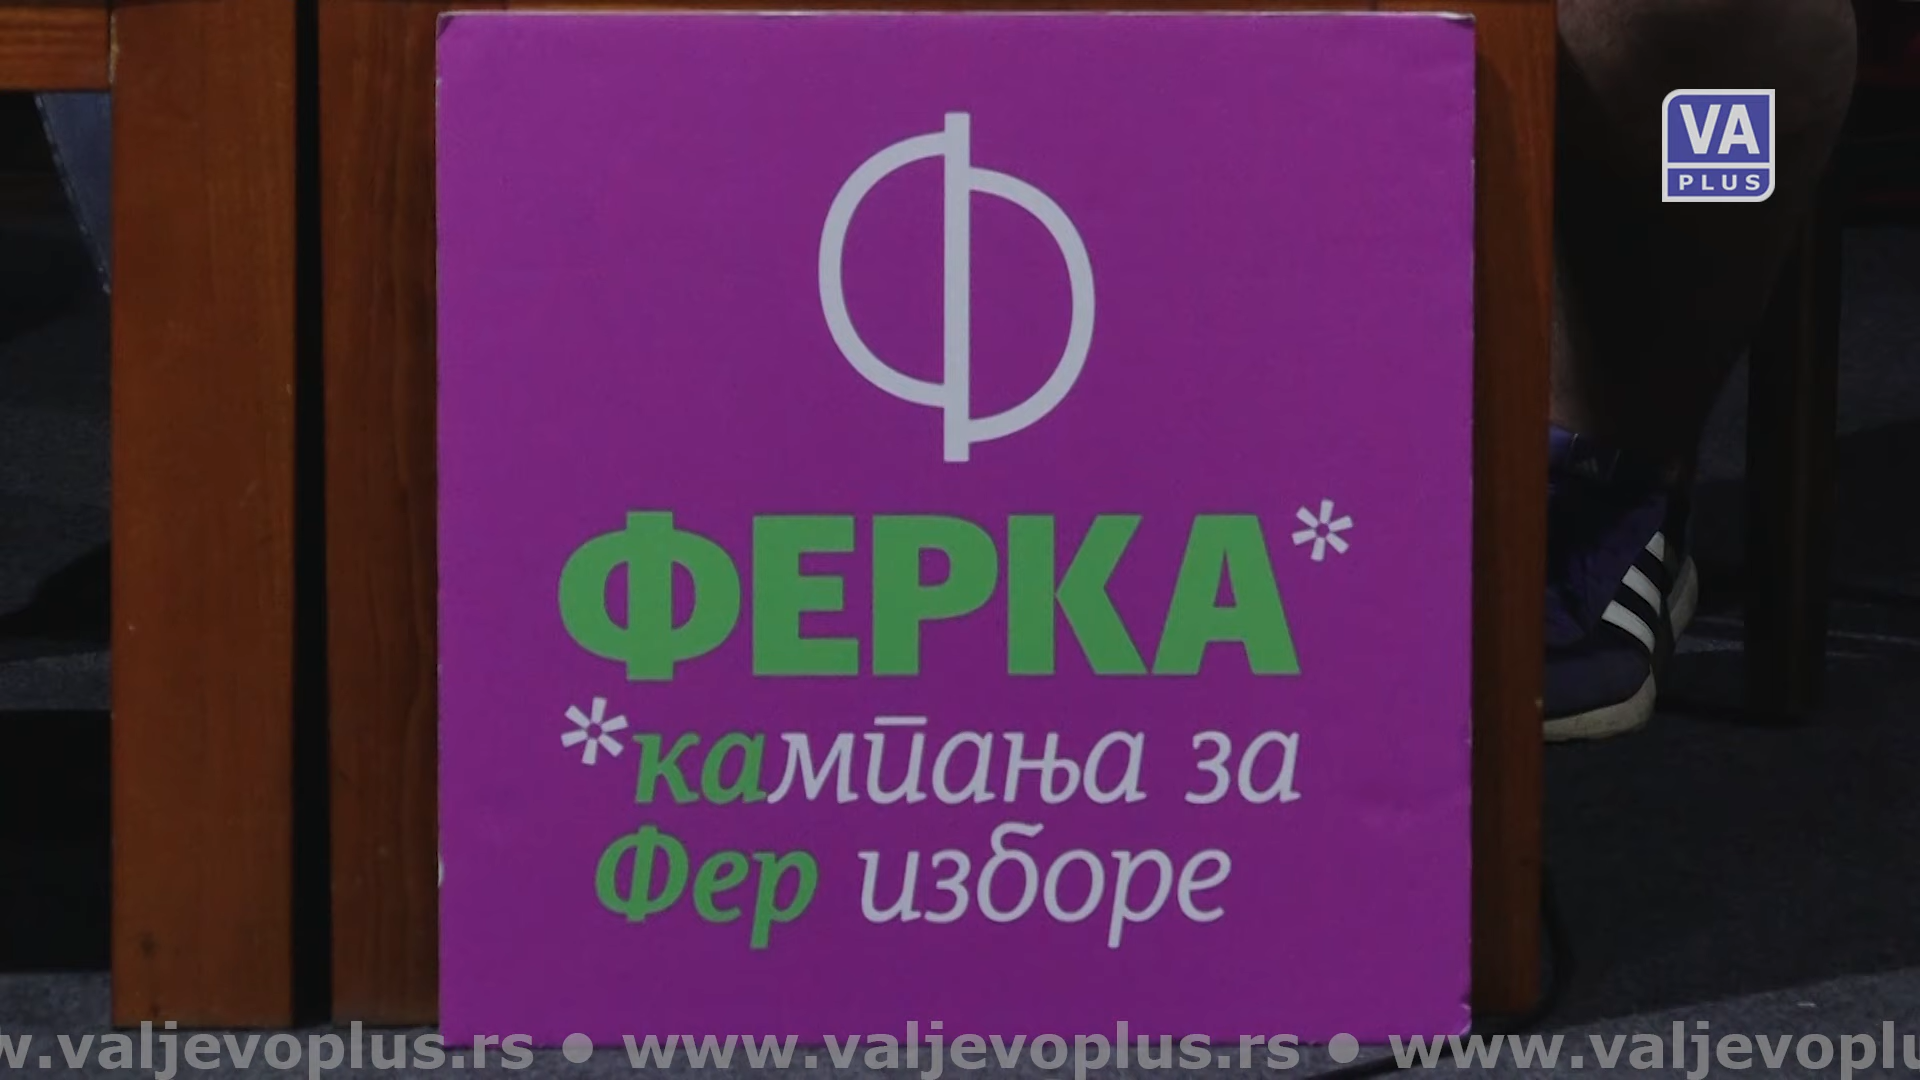 VA
PLUS
Ф
ФЕРКА*
*кампања за
Фер изборе
w.valjevoplus.rs • www.valjevoplus.rs • www.valjevoplu